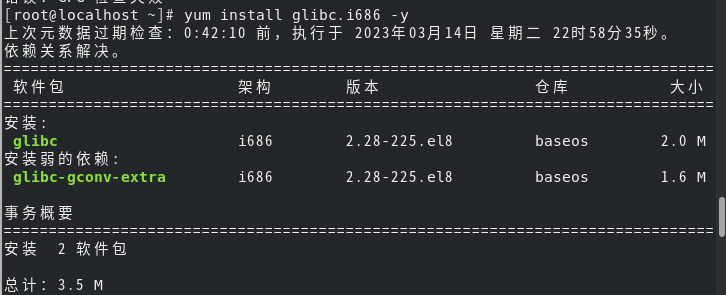 [root@localhost ~]# yum install glibc.i686 -y
上次元数据过期检查：0:42:10 前，执行于 2023年03月14日 星期二 22时58分35秒。
依赖关系解决。
================================================================================
软件包 架构 版本 仓库 大小
================================================================================
安装:
glibc i686 2.28-225.el8 baseos 2.0 M
安装弱的依赖:
glibc-gconv-extra i686 2.28-225.el8 baseos 1.6 M
事务概要
================================================================================
安装 2 软件包
总计：3.5 M